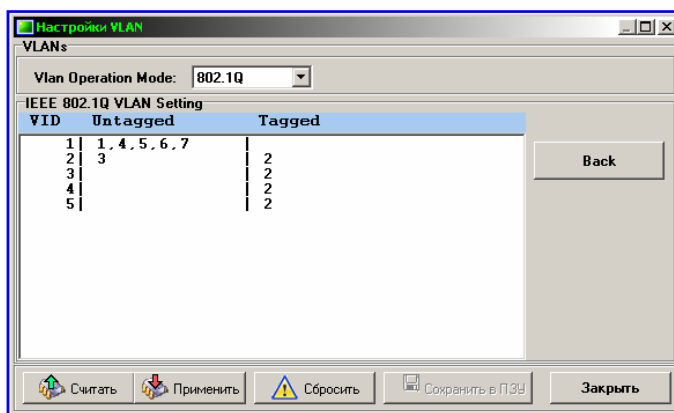 Настройки VLAN
VLANs
Vlan Operation Mode: 802.1Q
IEEE 802.1Q VLAN Setting
VID Untagged Tagged
1| 1,4,5,6,7 |
2| 3 | 2
3| | 2
4| | 2
5| | 2
Back
Считать Применить Сбросить Сохранить в ПЗУ Закрыть